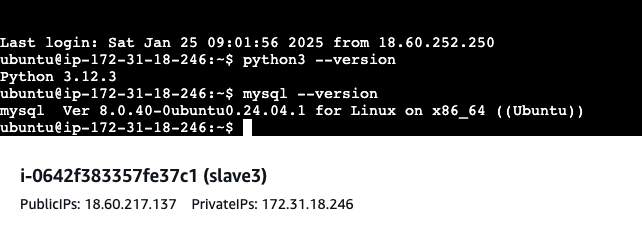 Last login: Sat Jan 25 09:01:56 2025 from 18.60.252.250
ubuntu@ip-172-31-18-246:~$ python3 --version
Python 3.12.3
ubuntu@ip-172-31-18-246:~$ mysql --version
mysql  Ver 8.0.40-0ubuntu0.24.04.1 for Linux on x86_64 ((Ubuntu))
ubuntu@ip-172-31-18-246:~$
i-0642f383357fe37c1 (slave3)
PublicIPs: 18.60.217.137    PrivateIPs: 172.31.18.246